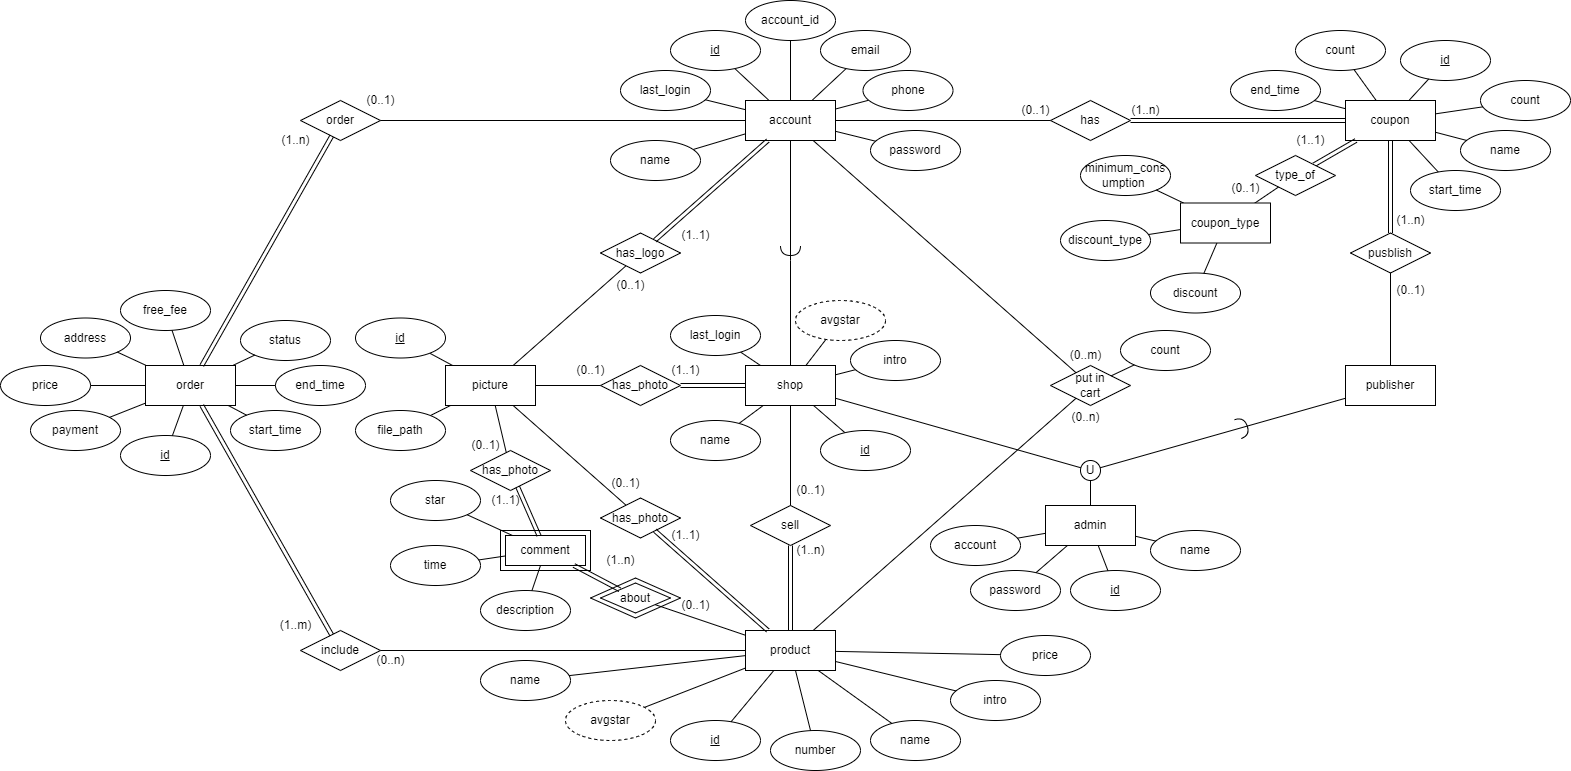 account_id
id
email
count
id
last_login
phone
end_time
count
(0..1)
(0..1)
(1..n)
order
account
has
coupon
(1..n)
(1..1)
name
password
name
minimum_cons
umption
type_of
(0..1)
start_time
coupon_type
(1..n)
(1..1)
discount_type
has_logo
pusblish
(0..1)
(0..1)
discount
free_fee
avgstar
address
status
id
last_login
intro
count
(0..m)
(0..1)
(1..1)
price
order
end_time
picture
has_photo
shop
put in
cart
publisher
(0..n)
payment
start_time
file_path
name
id
id
(0..1)
has_photo
U
(0..1)
(0..1)
star
(1..1)
has_photo
sell
admin
(1..1)
account
comment
(1..n)
name
time
(1..n)
password
id
description
about
(0..1)
(1..m)
include
(0..n)
product
price
name
intro
avgstar
id
number
name